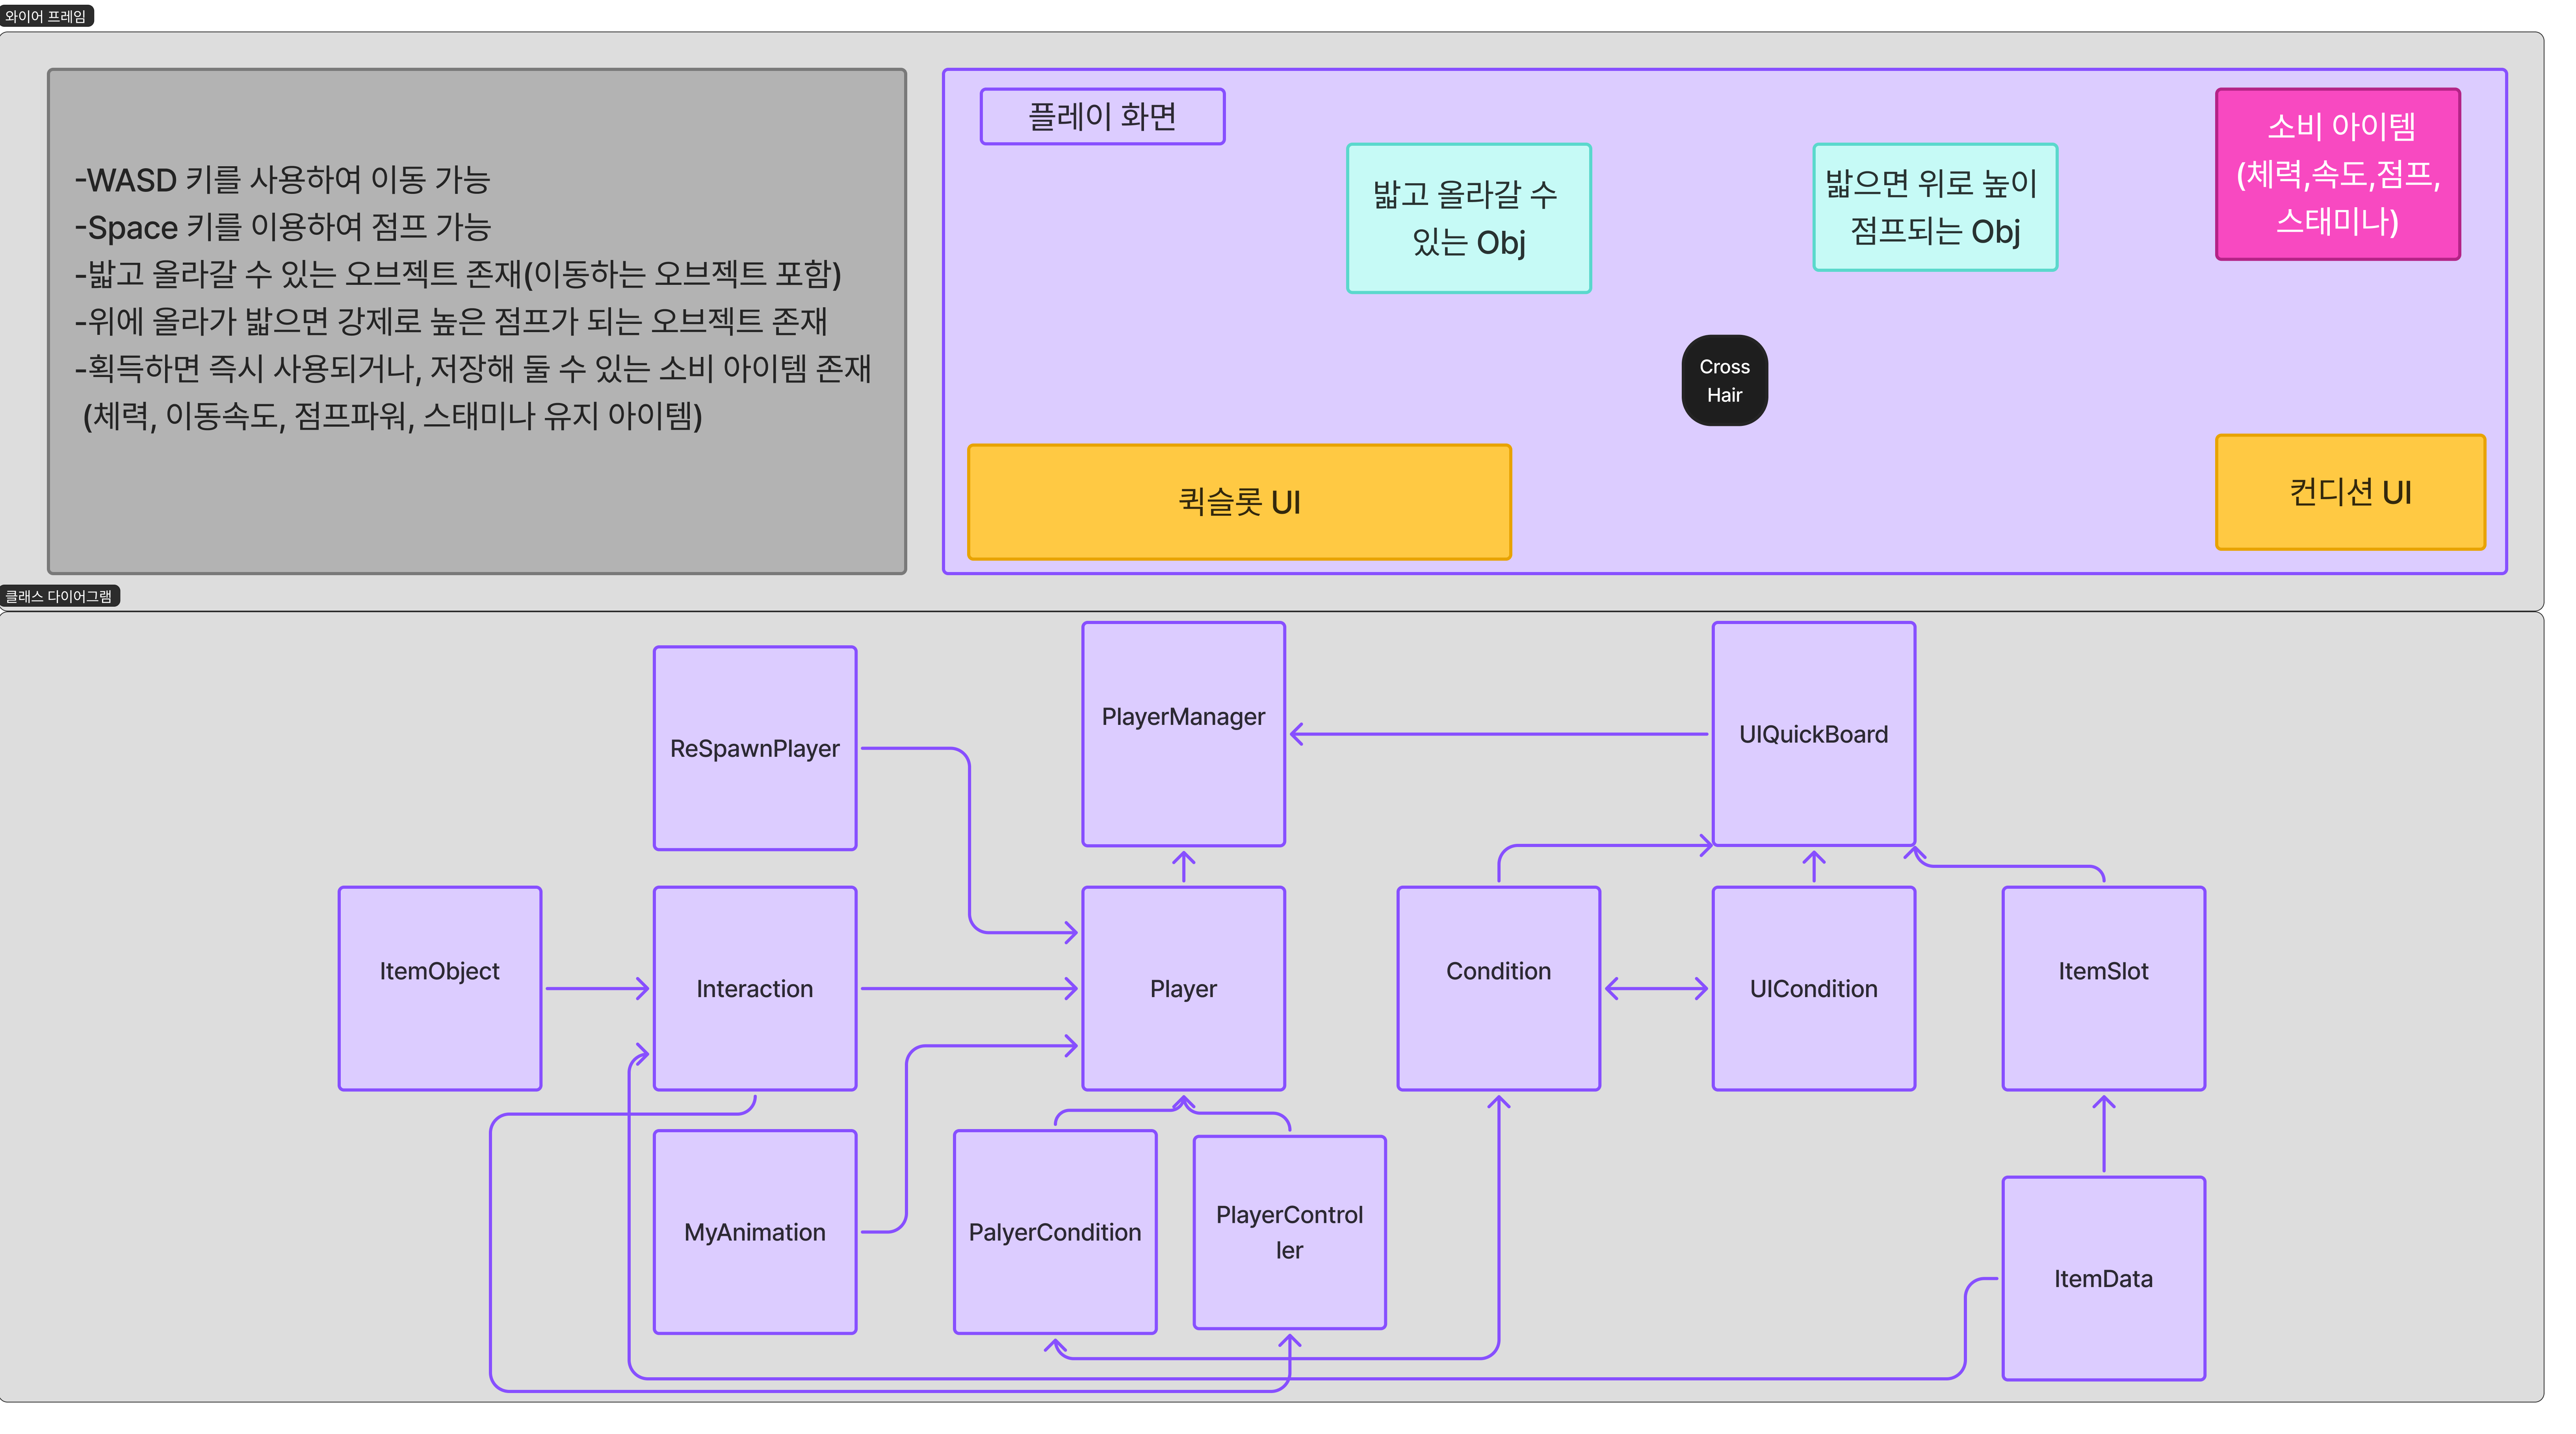 와이어 프레임
-WASD 키를 사용하여 이동 가능
-Space 키를 이용하여 점프 가능
-밟고 올라갈 수 있는 오브젝트 존재(이동하는 오브젝트 포함)
-위에 올라가 밟으면 강제로 높은 점프가 되는 오브젝트 존재
-획득하면 즉시 사용되거나, 저장해 둘 수 있는 소비 아이템 존재
(체력, 이동속도, 점프파워, 스태미나 유지 아이템)
플레이 화면
밟고 올라갈 수
있는 Obj
밟으면 위로 높이
점프되는 Obj
소비 아이템
(체력,속도,점프,
스태미나)
Cross
Hair
퀵슬롯 UI
컨디션 UI
클래스 다이어그램
ReSpawnPlayer
PlayerManager
UIQuickBoard
ItemObject
Interaction
Player
Condition
UICondition
ItemSlot
MyAnimation
PalyerCondition
PlayerControl
ler
ItemData